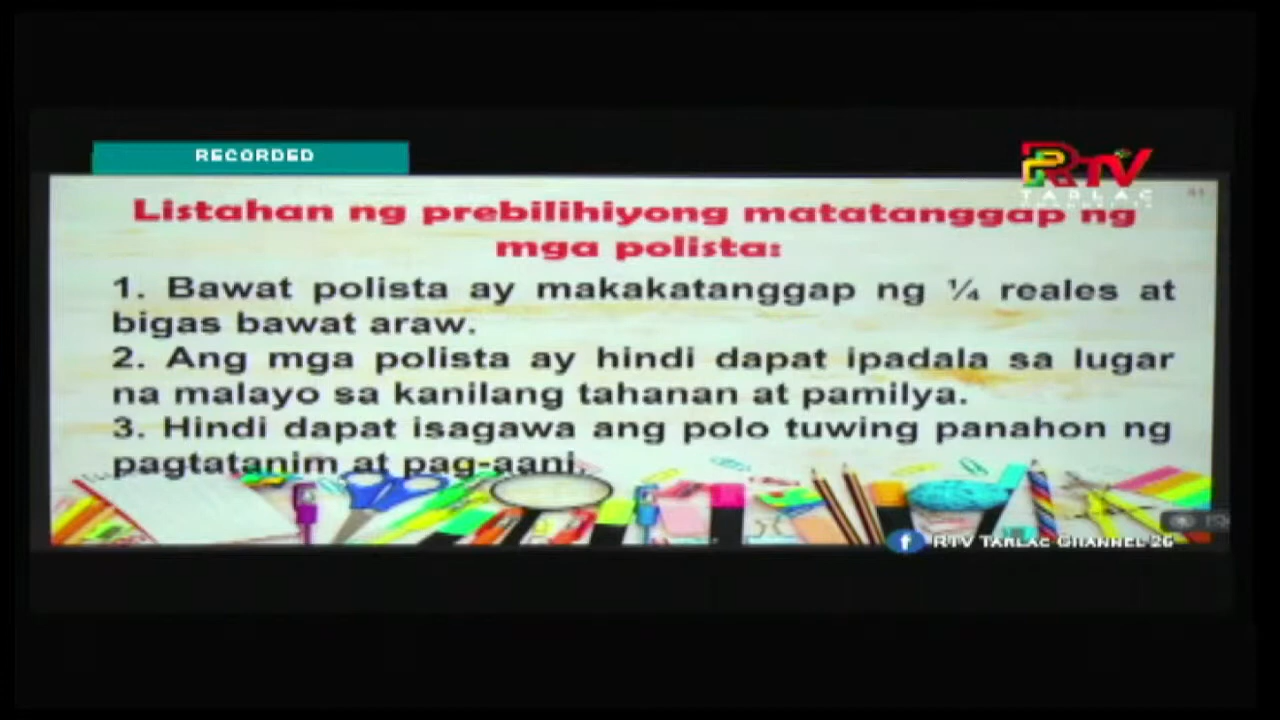 RECORDED
RTV
TARLAC
Listahan ng prebilihiyong matatanggap ng
mga polista:
1. Bawat polista ay makakatanggap ng ¼ reales at
bigas bawat araw.
2. Ang mga polista ay hindi dapat ipadala sa lugar
na malayo sa kanilang tahanan at pamilya.
3. Hindi dapat isagawa ang polo tuwing panahon ng
pagtatanim at pag-aani.
RTV TARLAC CHANNEL 26